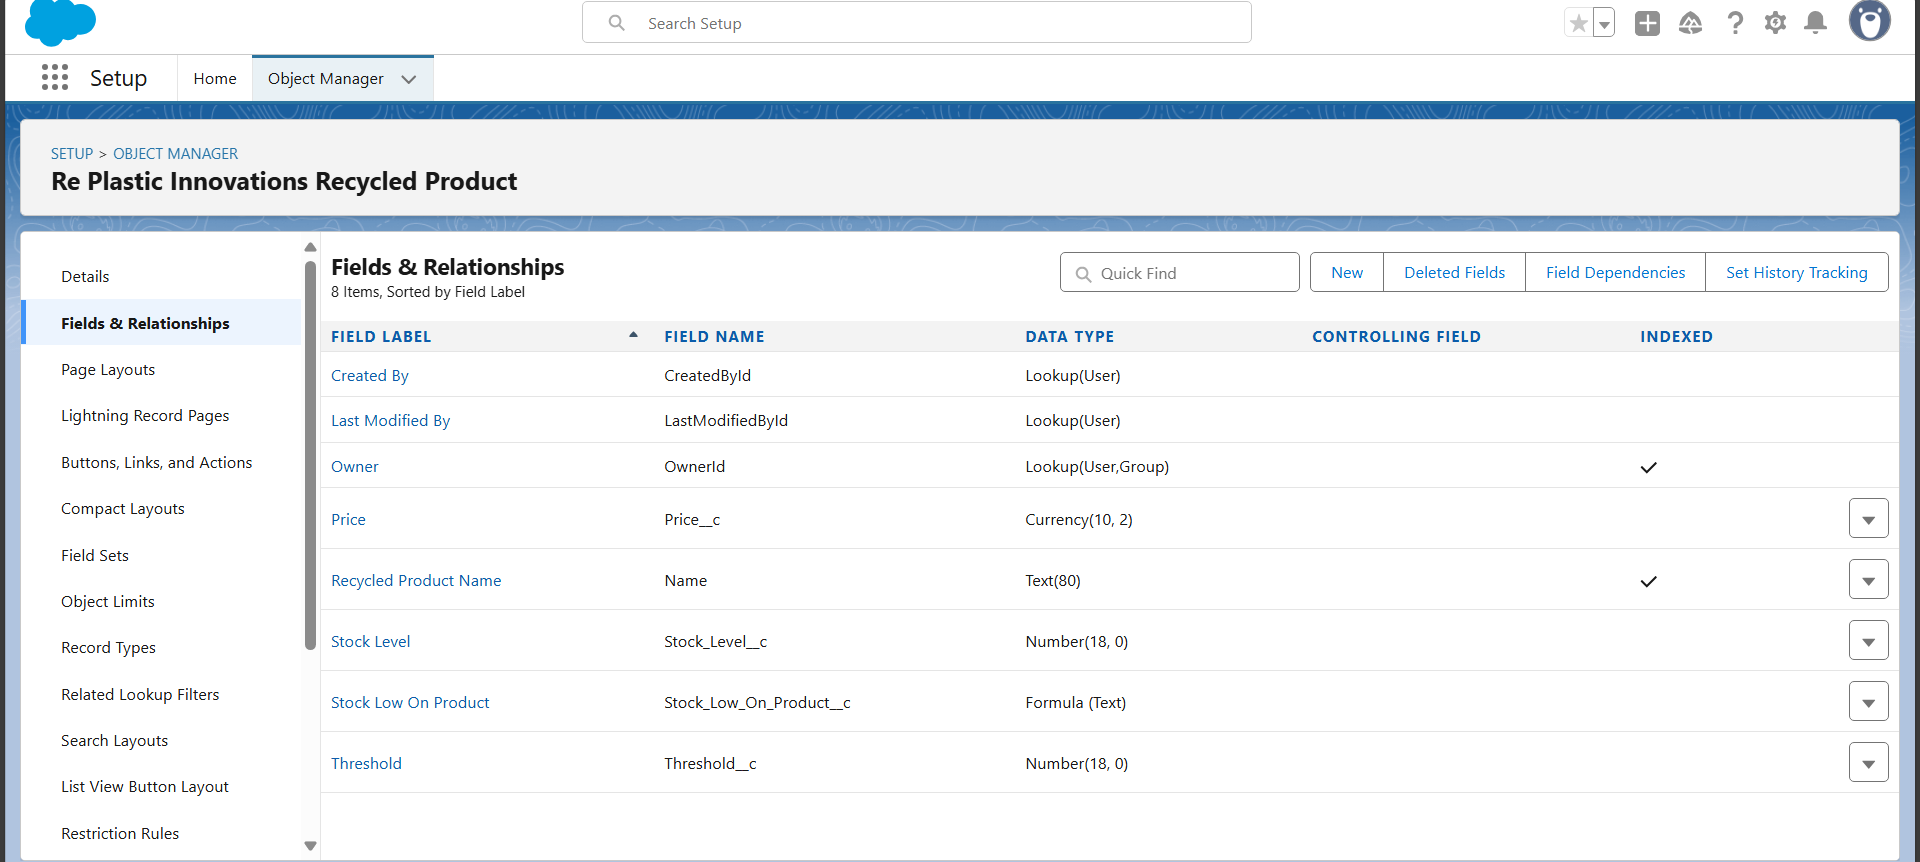 Search Setup
Setup
Home
Object Manager
SETUP > OBJECT MANAGER
Re Plastic Innovations Recycled Product
Details
Fields & Relationships
Page Layouts
Lightning Record Pages
Buttons, Links, and Actions
Compact Layouts
Field Sets
Object Limits
Record Types
Related Lookup Filters
Search Layouts
List View Button Layout
Restriction Rules
Fields & Relationships
8 Items, Sorted by Field Label
Quick Find
New
Deleted Fields
Field Dependencies
Set History Tracking
FIELD LABEL FIELD NAME DATA TYPE CONTROLLING FIELD INDEXED
Created By CreatedById Lookup(User)
Last Modified By LastModifiedById Lookup(User)
Owner OwnerId Lookup(User,Group)
Price Price__c Currency(10, 2)
Recycled Product Name Name Text(80)
Stock Level Stock_Level__c Number(18, 0)
Stock Low On Product Stock_Low_On_Product__c Formula (Text)
Threshold Threshold__c Number(18, 0)